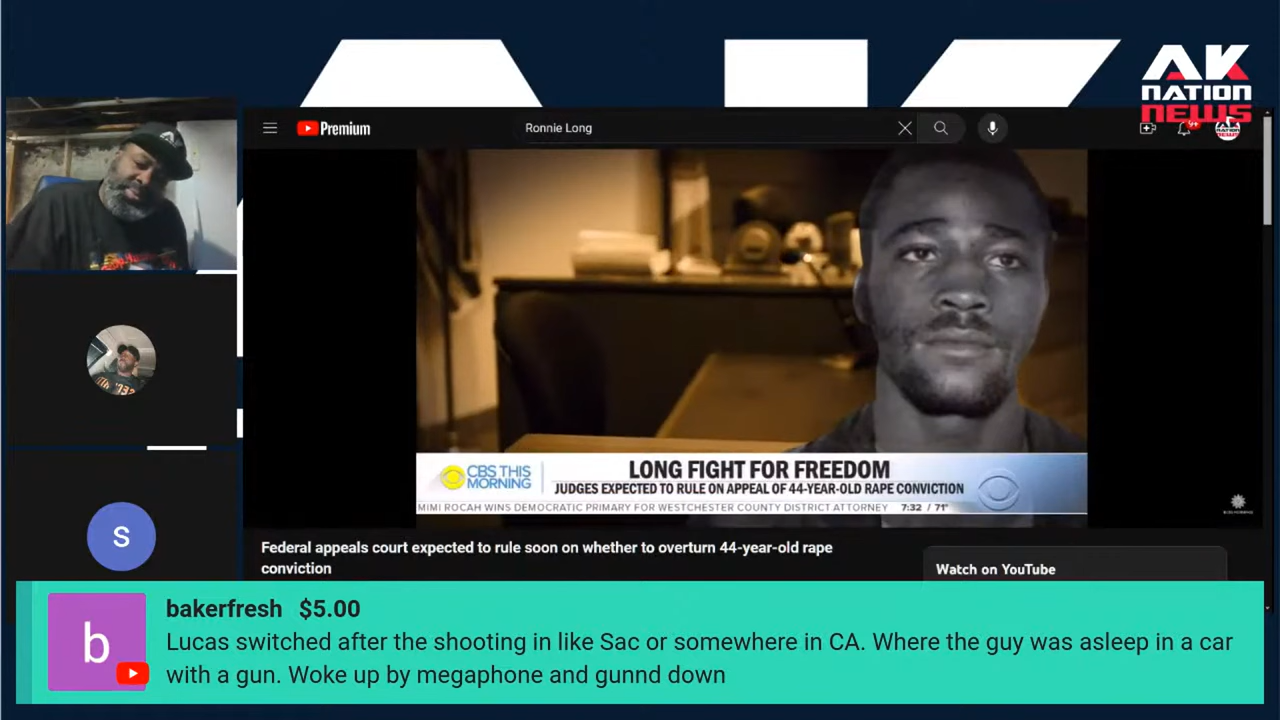 AK
NATION
NEWS
Premium
Ronnie Long
9+
CBS THIS
MORNING
LONG FIGHT FOR FREEDOM
JUDGES EXPECTED TO RULE ON APPEAL OF 44-YEAR-OLD RAPE CONVICTION
MIMI ROCAH WINS DEMOCRATIC PRIMARY FOR WESTCHESTER COUNTY DISTRICT ATTORNEY 7:32 / 71°
Federal appeals court expected to rule soon on whether to overturn 44-year-old rape
conviction
Watch on YouTube
S
b
bakerfresh $5.00
Lucas switched after the shooting in like Sac or somewhere in CA. Where the guy was asleep in a car
with a gun. Woke up by megaphone and gunnd down